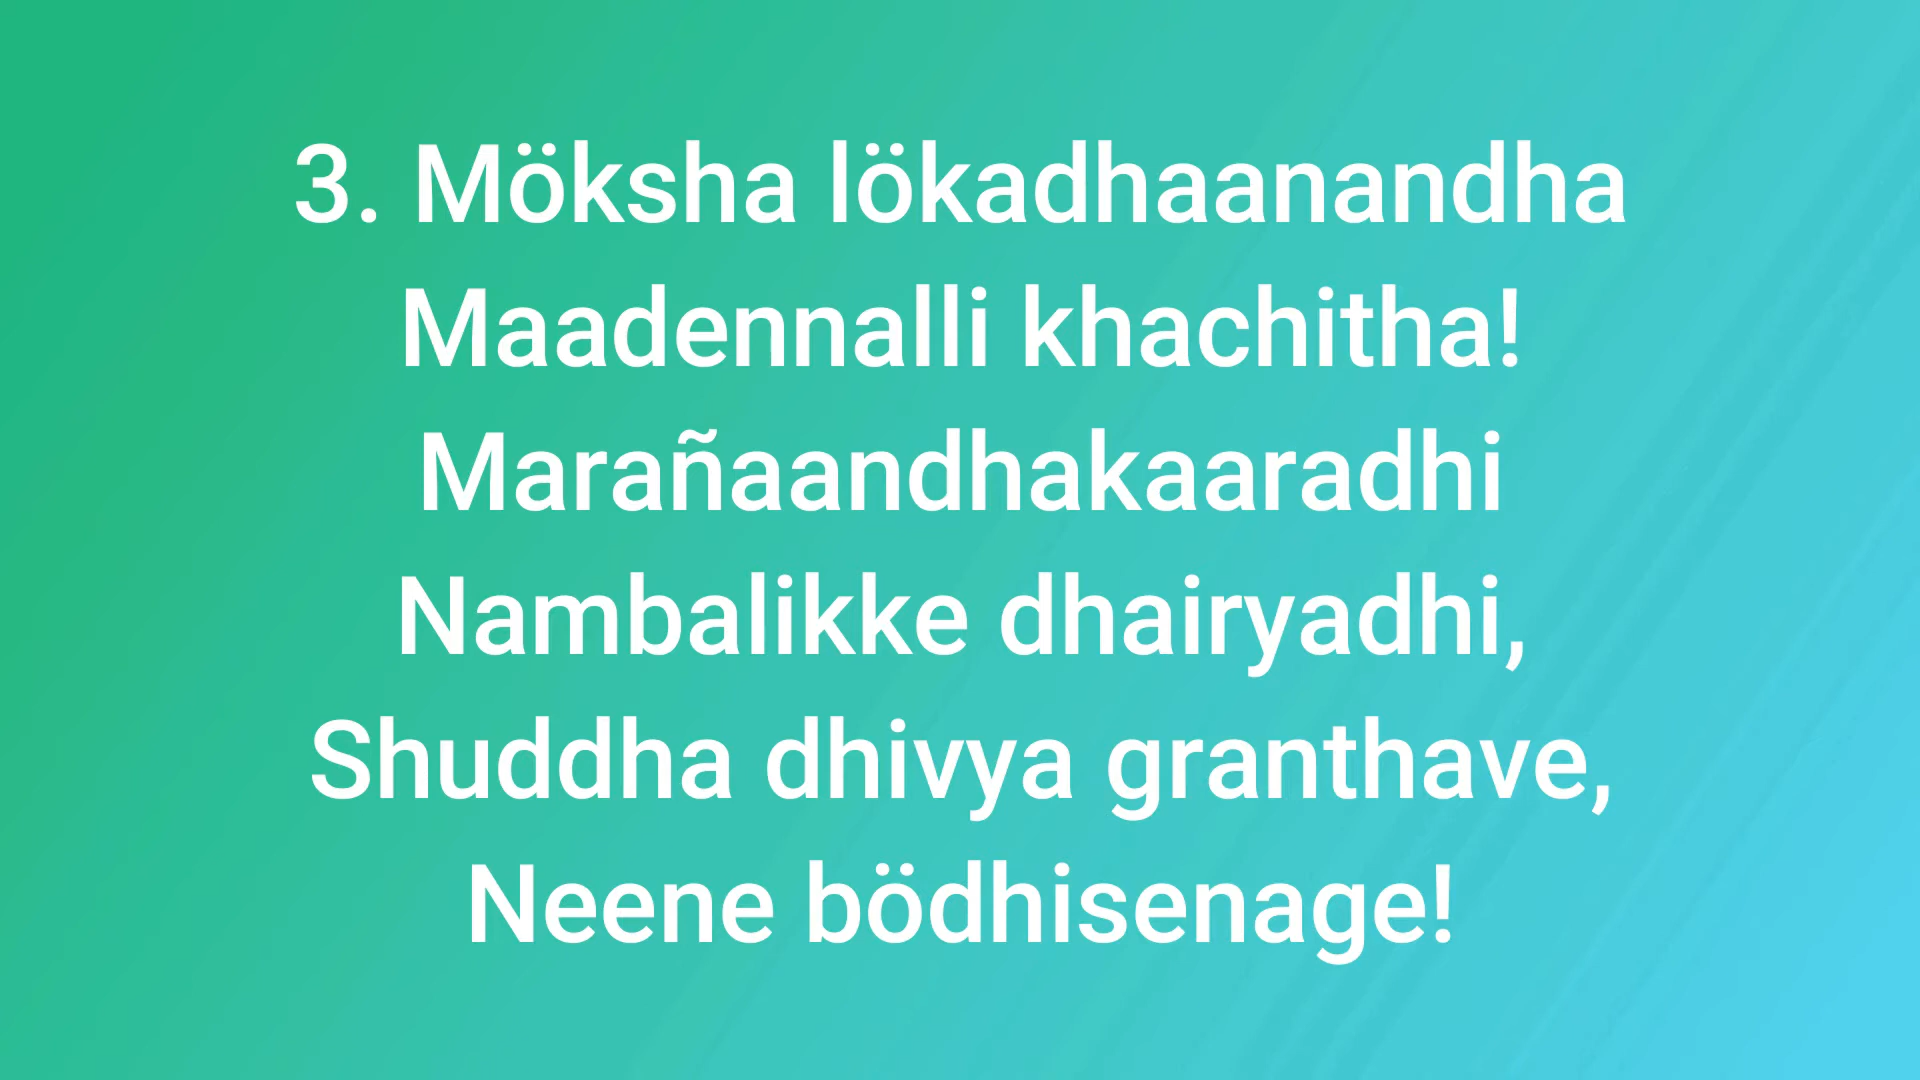 3. Möksha lökadhaanandha
Maadennalli khachitha!
Marañaandhakaaradhi
Nambalikke dhairyadhi,
Shuddha dhivya granthave,
Neene bödhisenage!